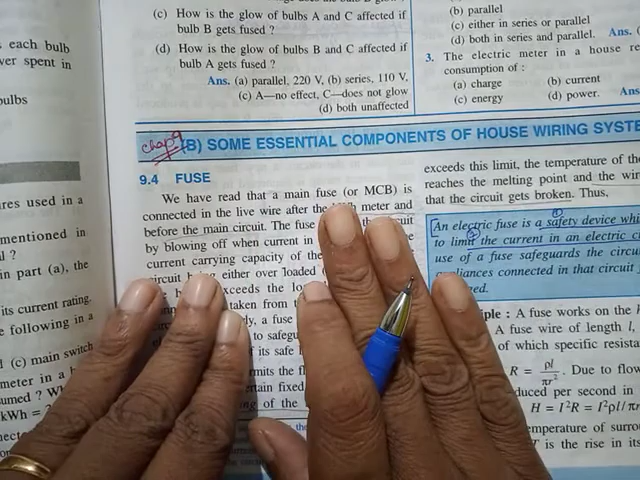 each bulb
ver spent in
bulbs
res used in a
mentioned in
in part (a), the
its current rating.
e following in a
(c) main switch
meter in a
umed ?
kWh =
(c) How is the glow of bulbs A and C affected if
bulb B gets fused ?
(d) How is the glow of bulbs B and C affected if
bulb A gets fused ?
Ans. (a) parallel, 220 V, (b) series, 110 V,
(c) A—no effect, C—does not glow
(d) both unaffected
(b) parallel
(c) either in series or parallel
(d) both in series and parallel. Ans.
3. The electric meter in a house re
consumption of :
(a) charge (b) current
(c) energy (d) power. Ans
chap 9
(B) SOME ESSENTIAL COMPONENTS OF HOUSE WIRING SYSTE
9.4 FUSE
We have read that a main fuse (or MCB) is
connected in the live wire after the meter and
before the main circuit. The fuse
by blowing off when current in
current carrying capacity of the
circuit being either over loaded
exceeds the
taken from
a fuse
to safegu
its safe
rmits the
ertain fixed
of the
exceeds this limit, the temperature of the
reaches the melting point and the wir
that the circuit gets broken. Thus,
An electric fuse is a safety device whi
to limit the current in an electric ci
use of a fuse safeguards the circu
liances connected in that circuit
ged.
iple : A fuse works on the
A fuse wire of length l,
of which specific resista
R = ρl/πr². Due to flow
duced per second in
H = I²R = I²ρl/πr
emperature of surro
T is the rise in its